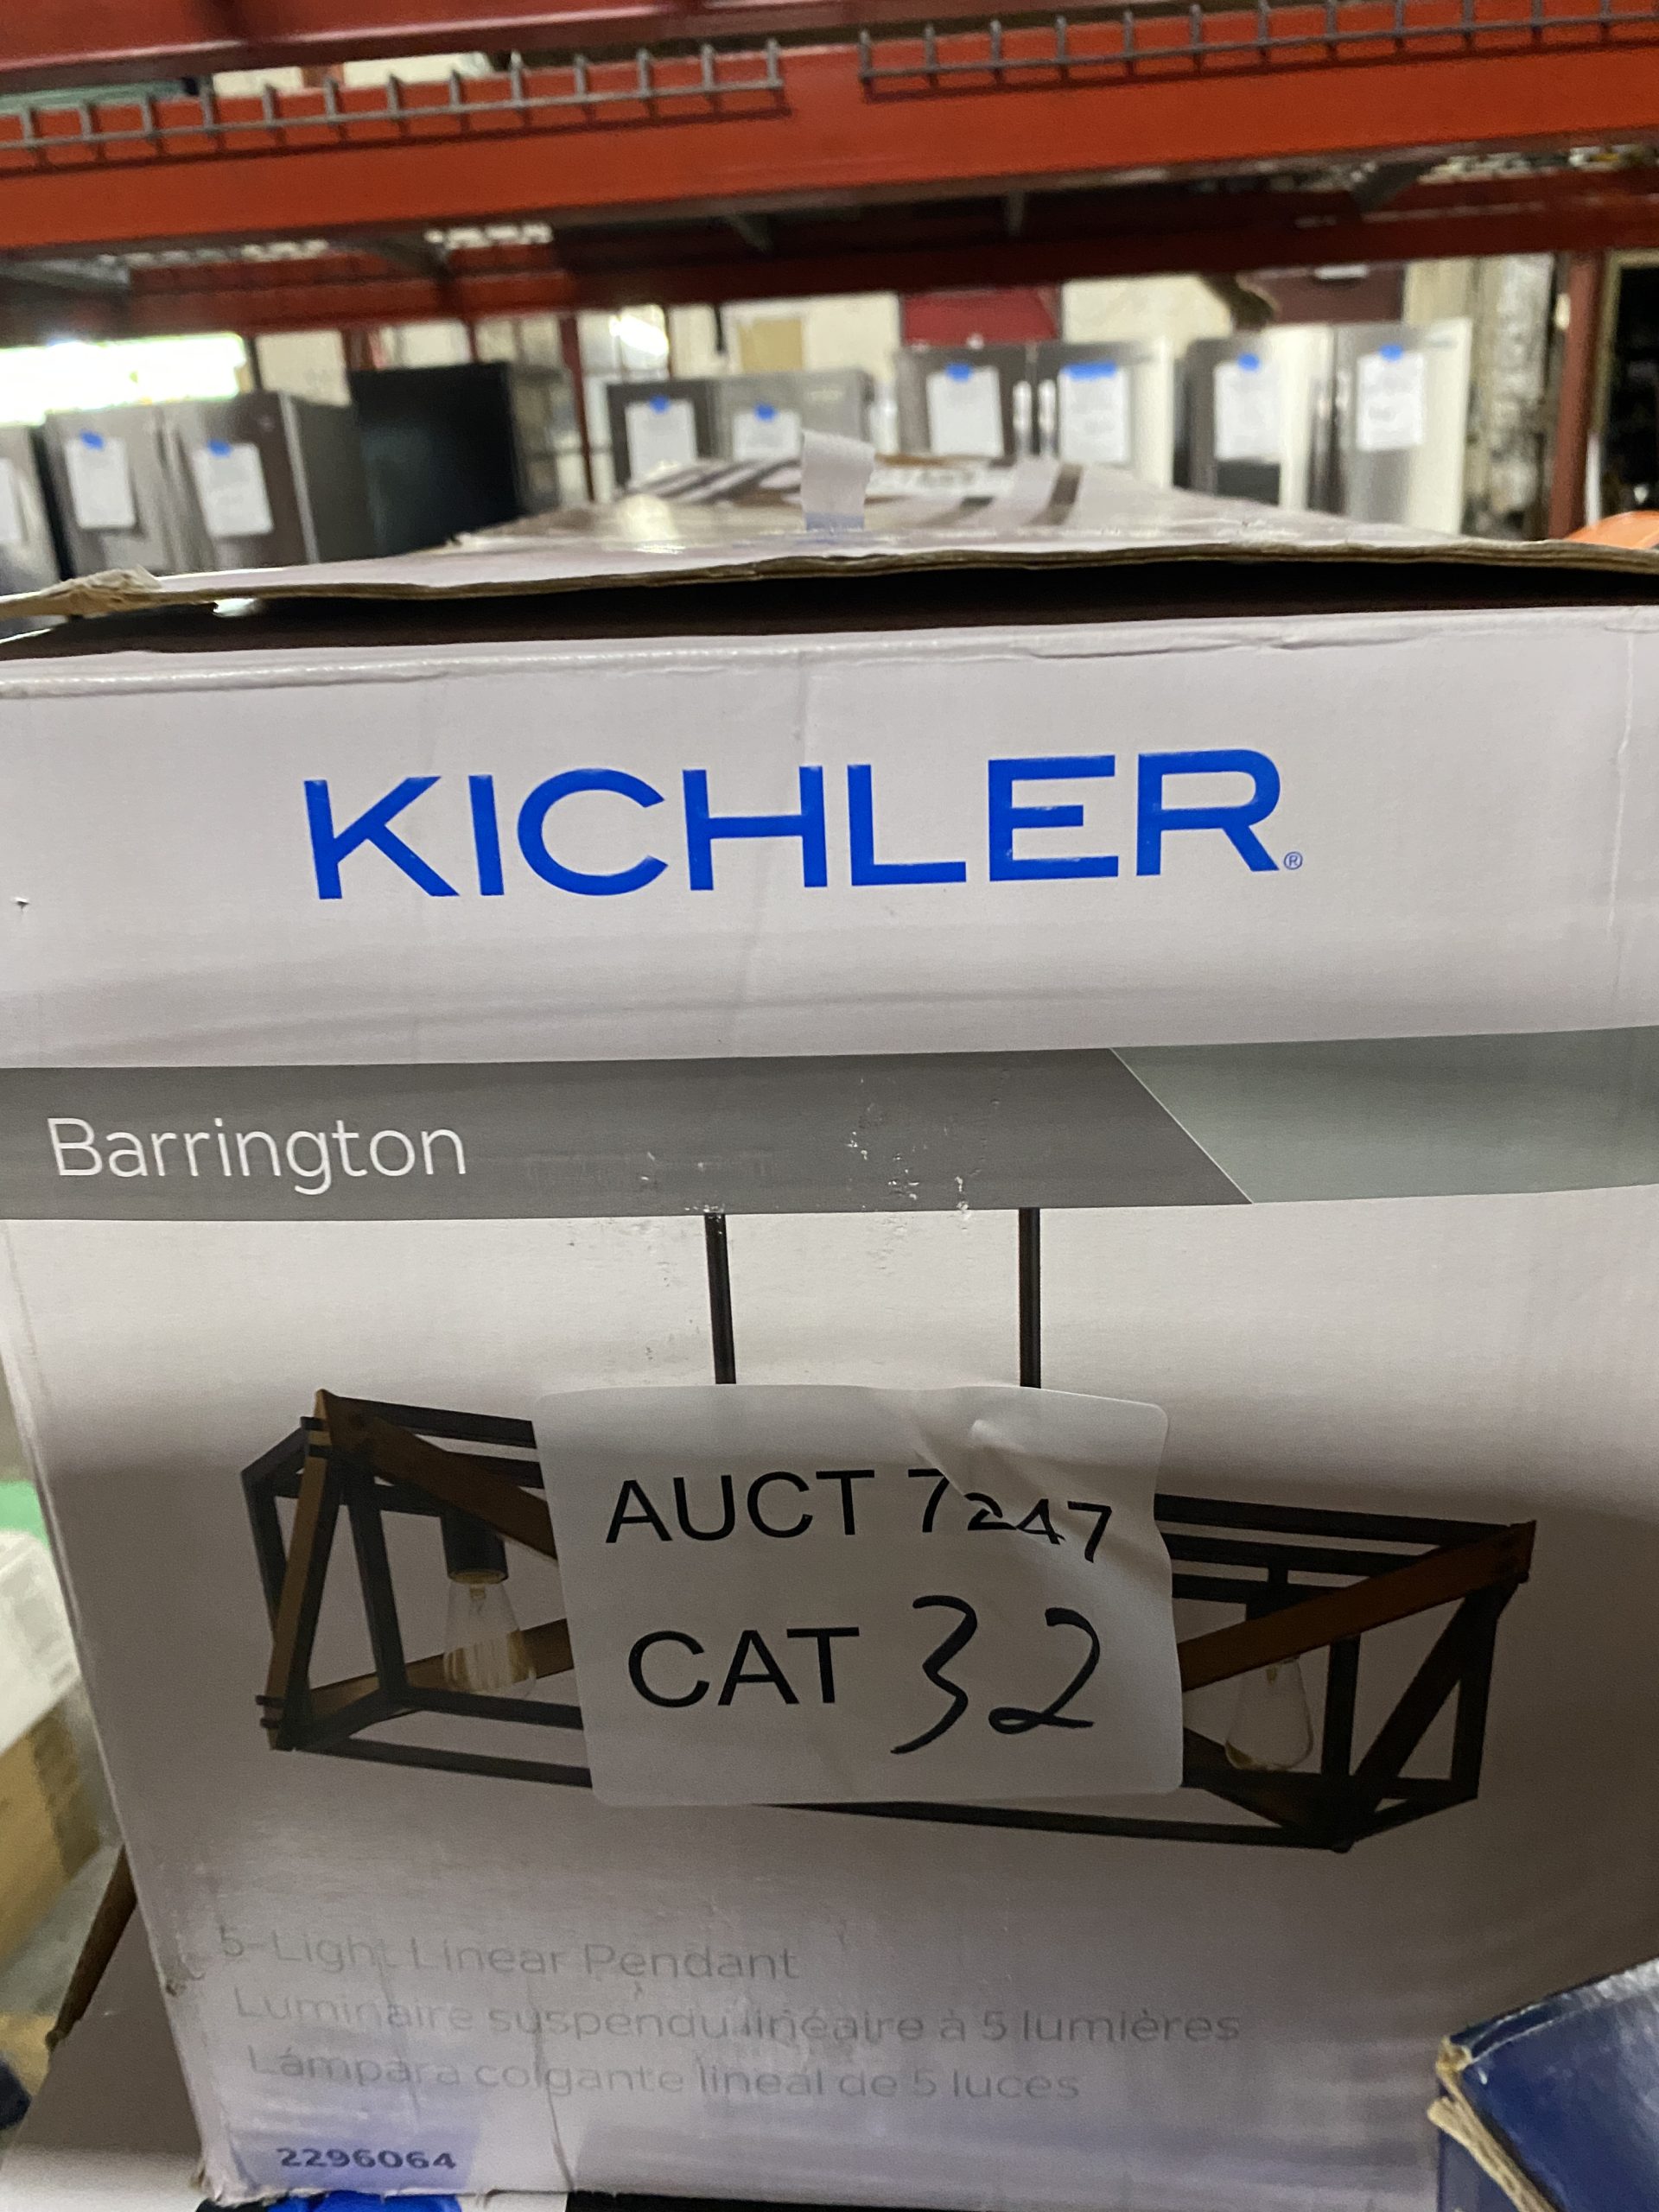 KICHLER®
Barrington
AUCT 7247
CAT 32
5-Light Linear Pendant
Luminaire suspendu linéaire à 5 lumières
Lámpara colgante lineal de 5 luces
2296064